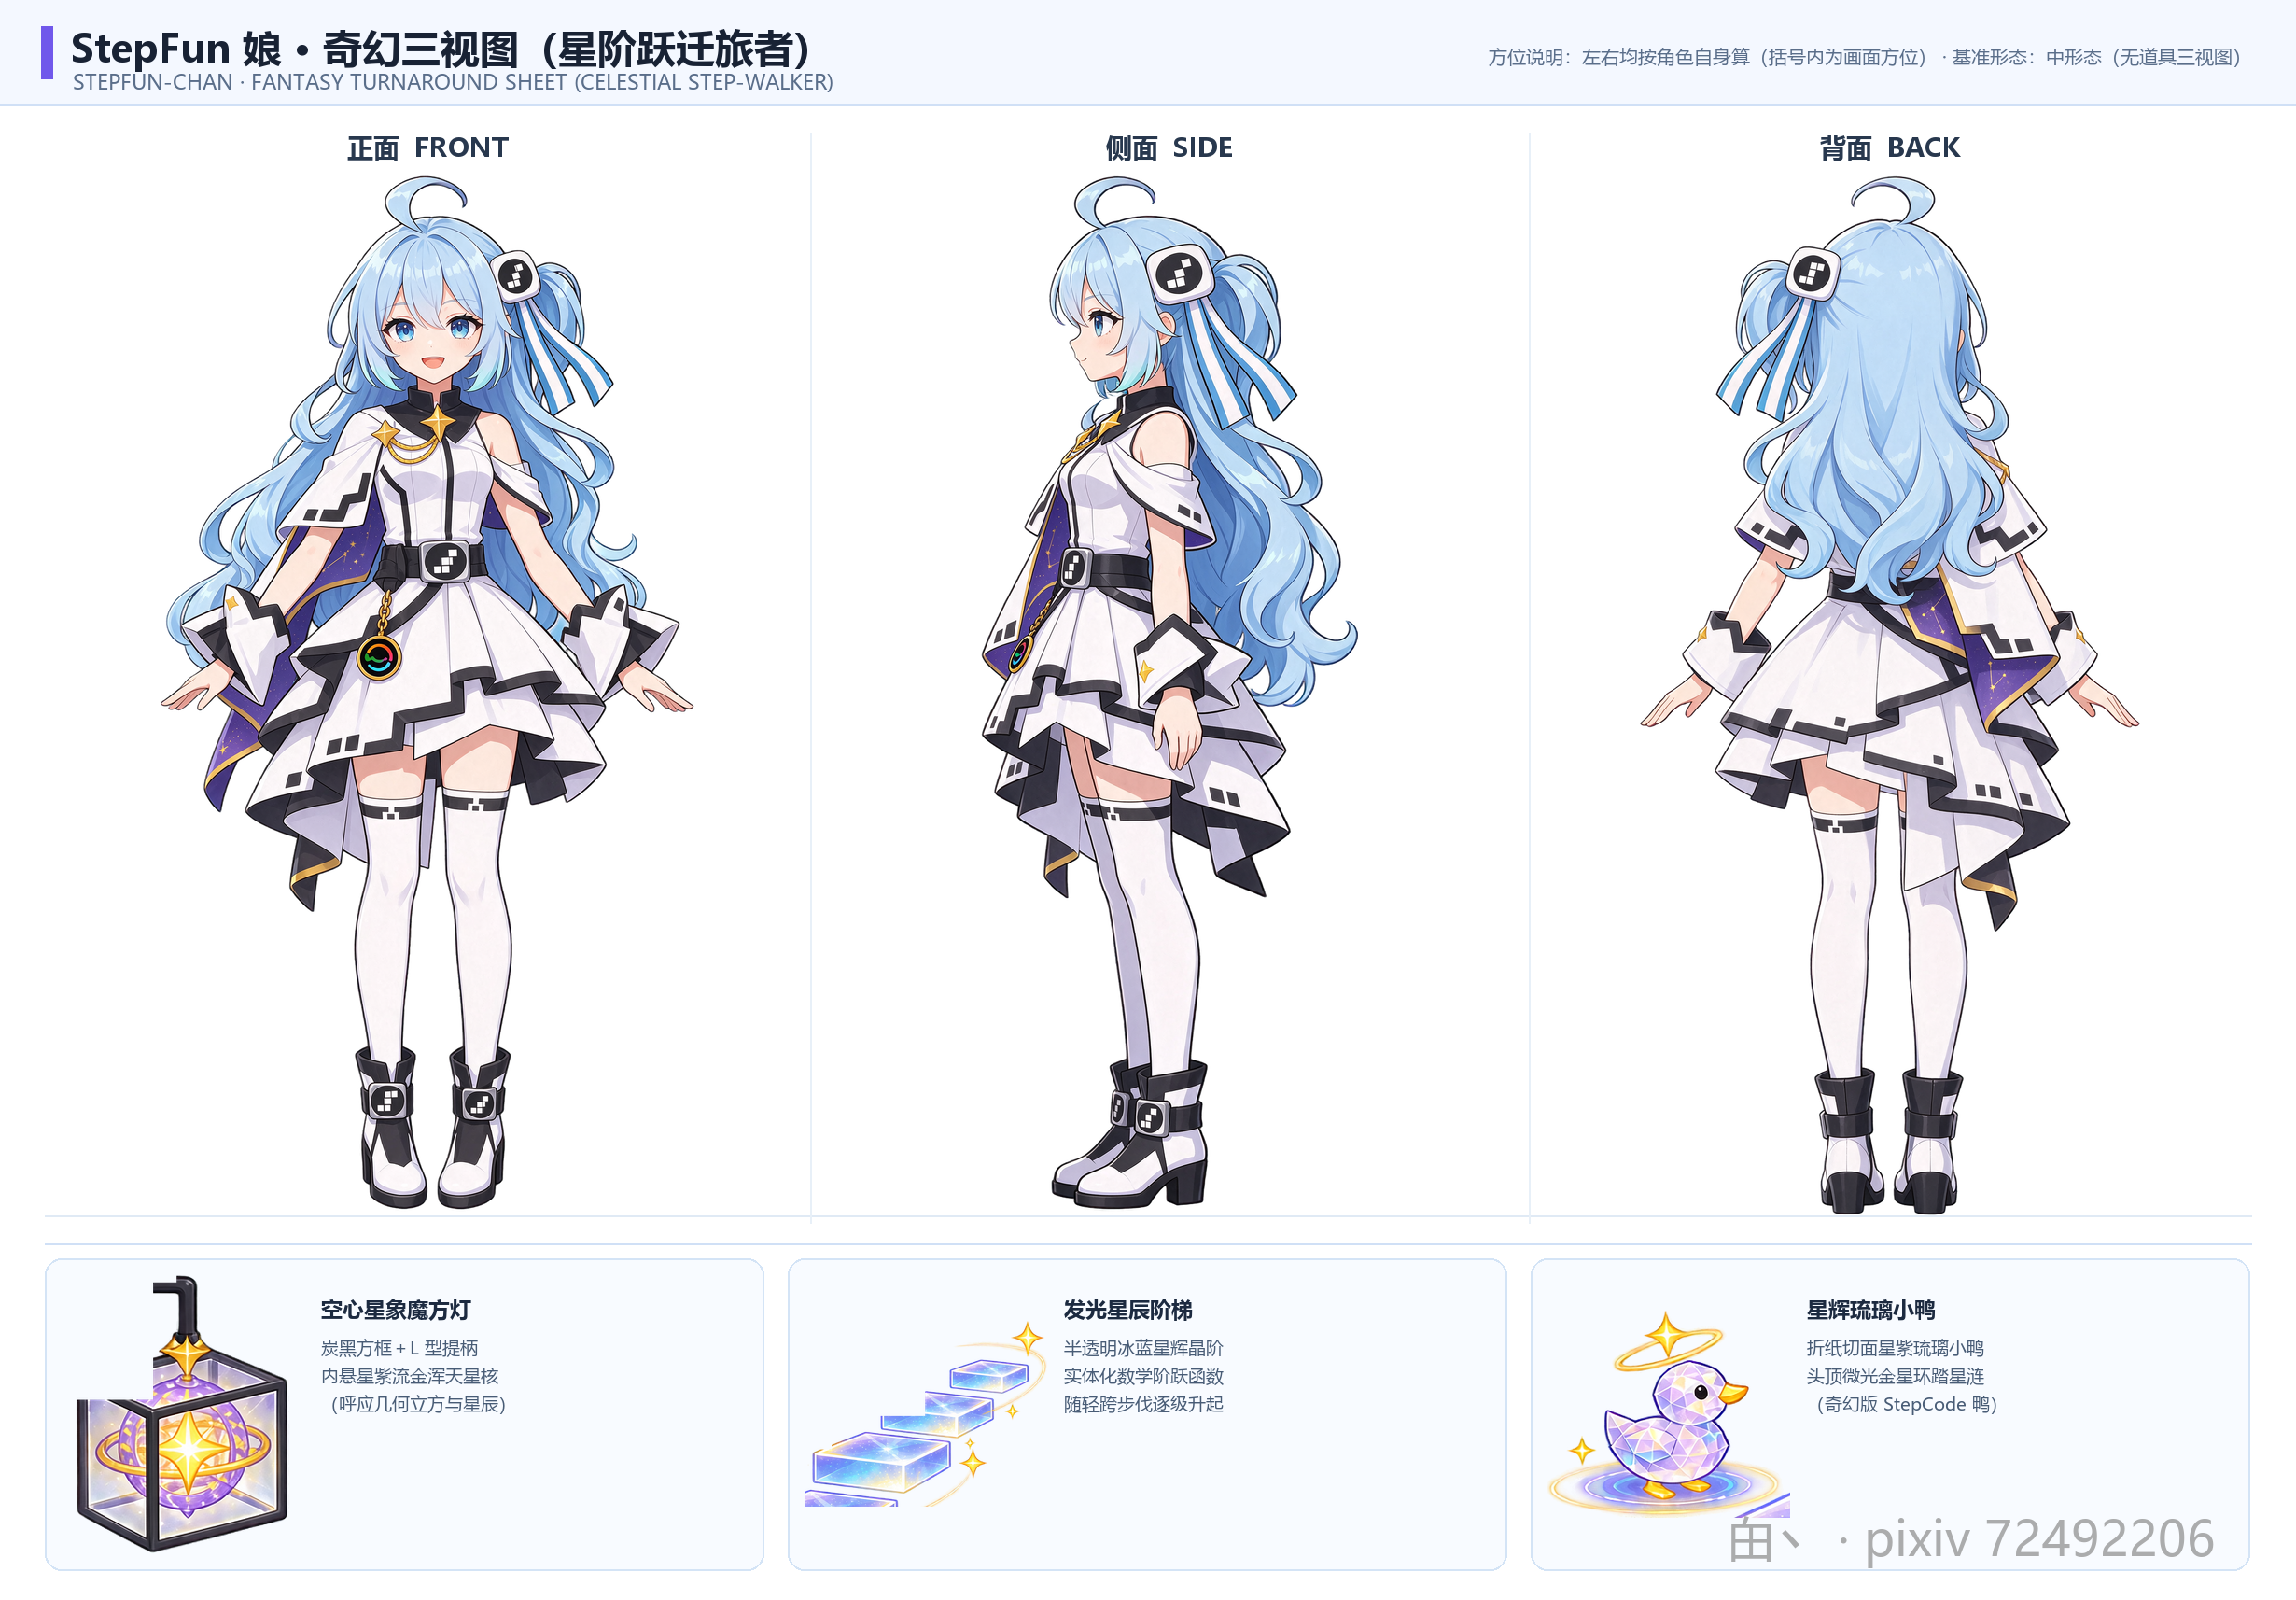 StepFun 娘 • 奇幻三视图（星阶跃迁旅者）
STEPFUN-CHAN · FANTASY TURNAROUND SHEET (CELESTIAL STEP-WALKER)
方位说明：左右均按角色自身算（括号内为画面方位） · 基准形态：中形态（无道具三视图）
正面 FRONT
侧面 SIDE
背面 BACK
空心星象魔方灯
炭黑方框 + L 型提柄
内悬星紫流金浑天星核
（呼应几何立方与星辰）
发光星辰阶梯
半透明冰蓝星辉晶阶
实体化数学阶跃函数
随轻跨步伐逐级升起
星辉琉璃小鸭
折纸切面星紫琉璃小鸭
头顶微光金星环踏星涟
（奇幻版 StepCode 鸭）
· pixiv 72492206